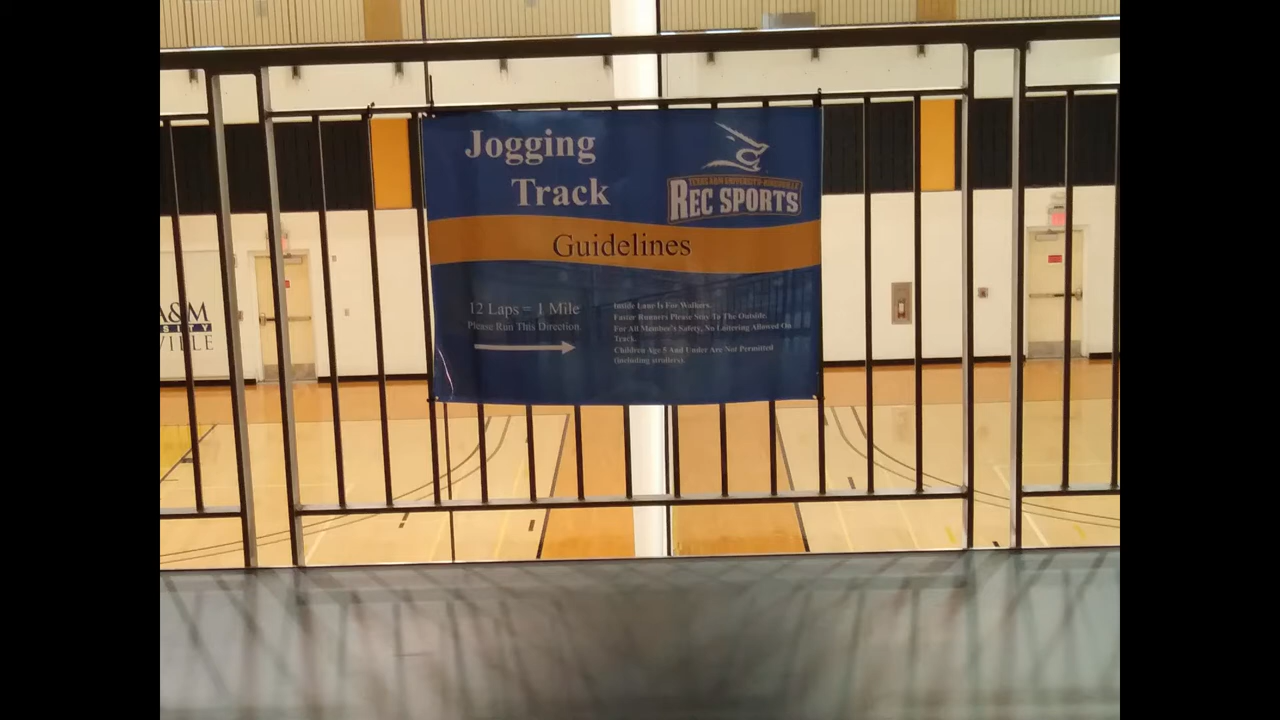 Jogging
Track
TEXAS A&M UNIVERSITY-KINGSVILLE
REC SPORTS
Guidelines
12 Laps = 1 Mile
Please Run This Direction
Inside Lane Is For Walkers.
Faster Runners Please Stay To The Outside.
For All Member's Safety, No Loitering Allowed On
Track.
Children Age 5 And Under Are Not Permitted
(including strollers).
A&M
RSITY
VILLE